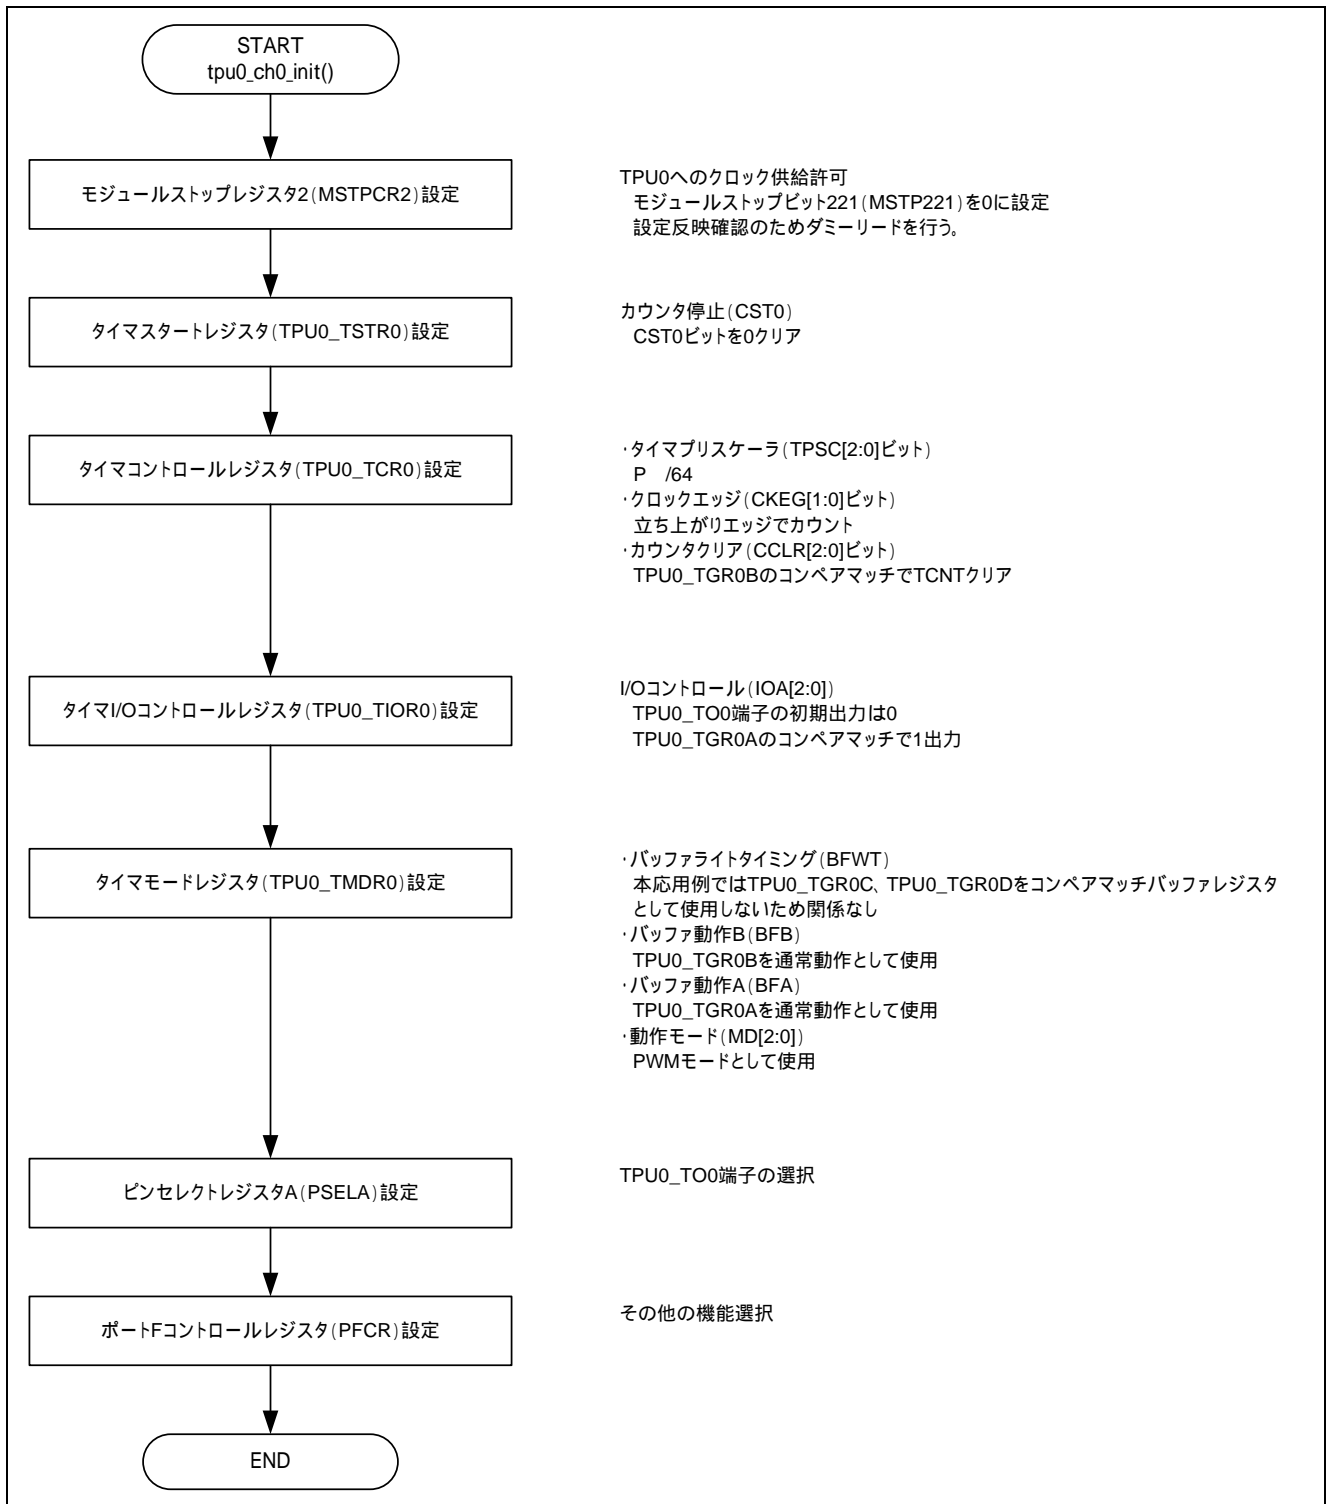 START
tpu0_ch0_init()
モジュールストップレジスタ2(MSTPCR2)設定
TPU0へのクロック供給許可
モジュールストップビット221(MSTP221)を0に設定
設定反映確認のためダミーリードを行う。
タイマスタートレジスタ(TPU0_TSTR0)設定
カウンタ停止(CST0)
CST0ビットを0クリア
タイマコントロールレジスタ(TPU0_TCR0)設定
・タイマプリスケーラ(TPSC[2:0]ビット)
P /64
・クロックエッジ(CKEG[1:0]ビット)
立ち上がりエッジでカウント
・カウンタクリア(CCLR[2:0]ビット)
TPU0_TGR0BのコンペアマッチでTCNTクリア
タイマI/Oコントロールレジスタ(TPU0_TIOR0)設定
I/Oコントロール(IOA[2:0])
TPU0_TO0端子の初期出力は0
TPU0_TGR0Aのコンペアマッチで1出力
タイマモードレジスタ(TPU0_TMDR0)設定
・バッファライトタイミング(BFWT)
本応用例ではTPU0_TGR0C、TPU0_TGR0Dをコンペアマッチバッファレジスタ
として使用しないため関係なし
・バッファ動作B(BFB)
TPU0_TGR0Bを通常動作として使用
・バッファ動作A(BFA)
TPU0_TGR0Aを通常動作として使用
・動作モード(MD[2:0])
PWMモードとして使用
ピンセレクトレジスタA(PSELA)設定
TPU0_TO0端子の選択
ポートFコントロールレジスタ(PFCR)設定
その他の機能選択
END